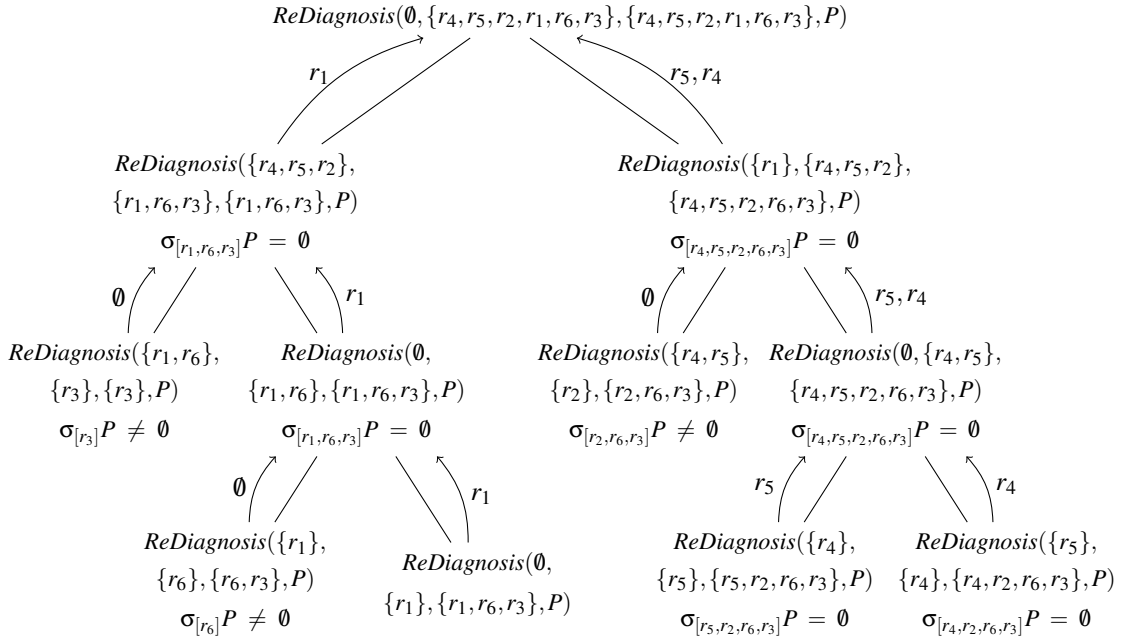 ReDiagnosis(∅, {r₄, r₅, r₂, r₁, r₆, r₃}, {r₄, r₅, r₂, r₁, r₆, r₃}, P)
r₁
r₅, r₄
ReDiagnosis({r₄, r₅, r₂},
{r₁, r₆, r₃}, {r₁, r₆, r₃}, P)
σ[r₁,r₆,r₃]P = ∅
ReDiagnosis({r₁}, {r₄, r₅, r₂},
{r₄, r₅, r₂, r₆, r₃}, P)
σ[r₄,r₅,r₂,r₆,r₃]P = ∅
∅
r₁
∅
r₅, r₄
ReDiagnosis({r₁, r₆},
{r₃}, {r₃}, P)
σ[r₃]P ≠ ∅
ReDiagnosis(∅,
{r₁, r₆}, {r₁, r₆, r₃}, P)
σ[r₁,r₆,r₃]P = ∅
ReDiagnosis({r₄, r₅},
{r₂}, {r₂, r₆, r₃}, P)
σ[r₂,r₆,r₃]P ≠ ∅
ReDiagnosis(∅, {r₄, r₅},
{r₄, r₅, r₂, r₆, r₃}, P)
σ[r₄,r₅,r₂,r₆,r₃]P = ∅
∅
r₁
r₅
r₄
ReDiagnosis({r₁},
{r₆}, {r₆, r₃}, P)
σ[r₆]P ≠ ∅
ReDiagnosis(∅,
{r₁}, {r₁, r₆, r₃}, P)
ReDiagnosis({r₄},
{r₅}, {r₅, r₂, r₆, r₃}, P)
σ[r₅,r₂,r₆,r₃]P = ∅
ReDiagnosis({r₅},
{r₄}, {r₄, r₂, r₆, r₃}, P)
σ[r₄,r₂,r₆,r₃]P = ∅